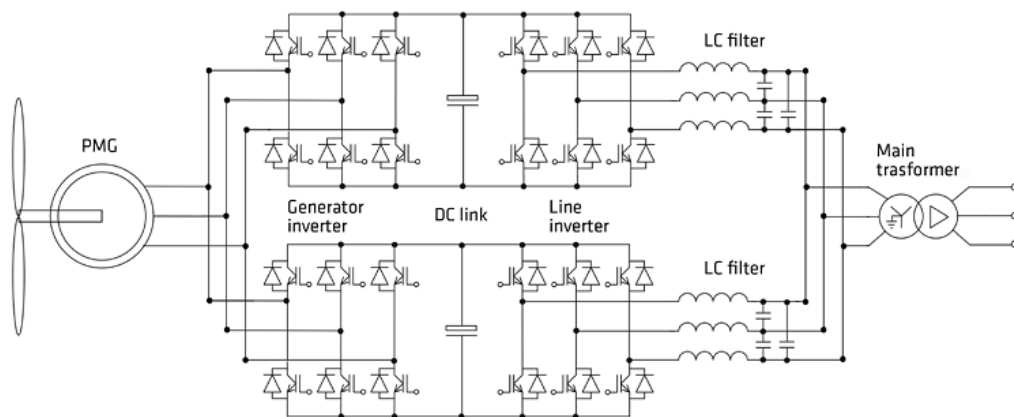 LC filter
PMG
Main
trasformer
Generator
inverter
DC link
Line
inverter
LC filter